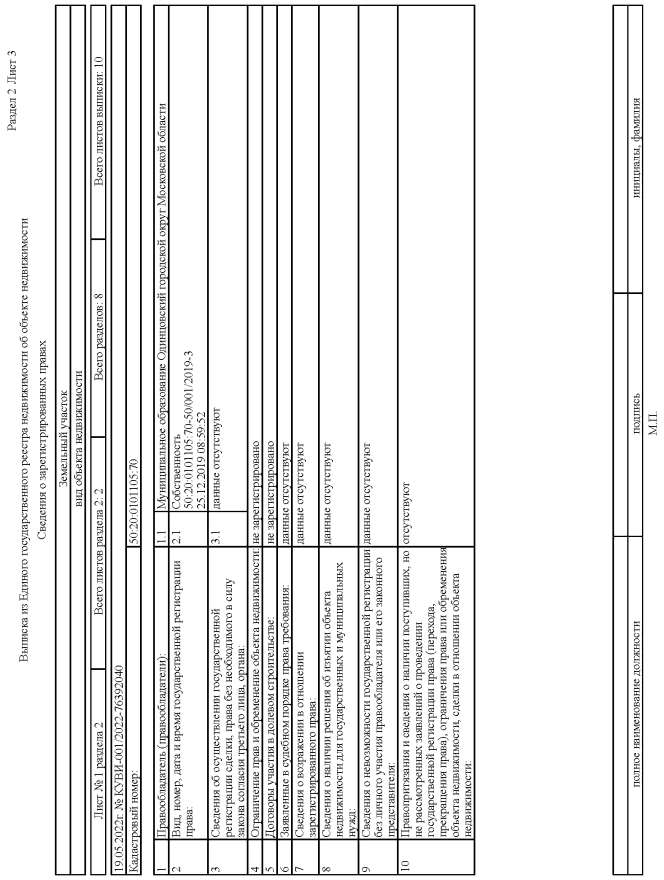 Раздел 2 Лист 3
Выписка из Единого государственного реестра недвижимости об объекте недвижимости
Сведения о зарегистрированных правах
Земельный участок
вид объекта недвижимости
Лист № 1 раздела 2 Всего листов раздела 2: 2 Всего разделов: 8 Всего листов выписки: 10
19.05.2022г. № КУВИ-001/2022-76392040
Кадастровый номер: 50:20:0101105:70
1 Правообладатель (правообладатели): 1.1 Муниципальное образование Одинцовский городской округ Московской области
2 Вид, номер, дата и время государственной регистрации 2.1 Собственность
права: 50:20:0101105:70-50/001/2019-3
25.12.2019 08:59:52
3 Сведения об осуществлении государственной 3.1 данные отсутствуют
регистрации сделки, права без необходимого в силу
закона согласия третьего лица, органа:
4 Ограничение прав и обременение объекта недвижимости: не зарегистрировано
5 Договоры участия в долевом строительстве: не зарегистрировано
6 Заявленные в судебном порядке права требования: данные отсутствуют
7 Сведения о возражении в отношении данные отсутствуют
зарегистрированного права:
8 Сведения о наличии решения об изъятии объекта данные отсутствуют
недвижимости для государственных и муниципальных
нужд:
9 Сведения о невозможности государственной регистрации данные отсутствуют
без личного участия правообладателя или его законного
представителя:
10 Правопритязания и сведения о наличии поступивших, но отсутствуют
не рассмотренных заявлений о проведении
государственной регистрации права (перехода,
прекращения права), ограничения права или обременения
объекта недвижимости, сделки в отношении объекта
недвижимости:
полное наименование должности подпись инициалы, фамилия
М.П.